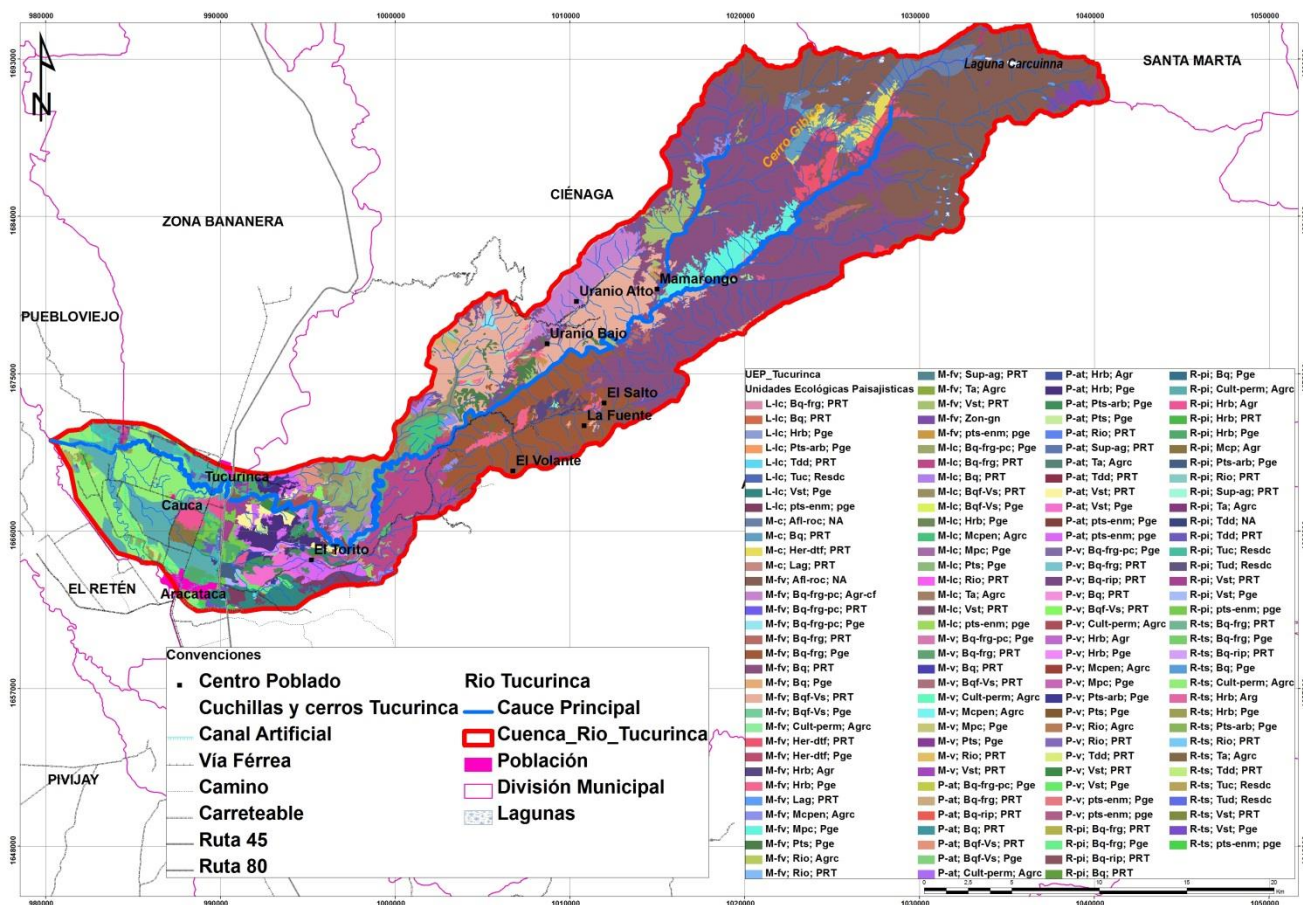 980000 990000 1000000 1010000 1020000 1030000 1040000 1050000
1693000
N
Laguna Carcuinna
SANTA MARTA
CIÉNAGA
1684000
ZONA BANANERA
Mamarongo
Uranio Alto
PUEBLOVIEJO
Uranio Bajo
1675000
El Salto
La Fuente
El Volante
Tucurinca
Cauca
1666000
El Torito
EL RETÉN
Aracataca
1657000
PIVIJAY
1648000
Convenciones
Centro Poblado
Cuchillas y cerros Tucurinca
Canal Artificial
Vía Férrea
Camino
Carreteable
Ruta 45
Ruta 80
Rio Tucurinca
Cauce Principal
Cuenca_Rio_Tucurinca
Población
División Municipal
Lagunas
UEP_Tucurinca
Unidades Ecológicas Paisajisticas
L-lc; Bq-frg; PRT
L-lc; Bq; PRT
L-lc; Hrb; Pge
L-lc; Pts-arb; Pge
L-lc; Tdd; PRT
L-lc; Tuc; Resdc
L-lc; Vst; Pge
L-lc; pts-enm; pge
M-c; Afl-roc; NA
M-c; Bq; PRT
M-c; Her-dtf; PRT
M-c; Lag; PRT
M-fv; Afl-roc; NA
M-fv; Bq-frg-pc; Agr-cf
M-fv; Bq-frg-pc; PRT
M-fv; Bq-frg-pc; Pge
M-fv; Bq-frg; PRT
M-fv; Bq-frg; Pge
M-fv; Bq; PRT
M-fv; Bq; Pge
M-fv; Bqf-Vs; PRT
M-fv; Bqf-Vs; Pge
M-fv; Cult-perm; Agrc
M-fv; Her-dtf; PRT
M-fv; Her-dtf; Pge
M-fv; Hrb; Agr
M-fv; Hrb; Pge
M-fv; Lag; PRT
M-fv; Mcpen; Agrc
M-fv; Mpc; Pge
M-fv; Pts; Pge
M-fv; Rio; Agrc
M-fv; Rio; PRT
M-fv; Sup-ag; PRT
M-fv; Ta; Agrc
M-fv; Vst; PRT
M-fv; Zon-gn
M-fv; pts-enm; pge
M-lc; Bq-frg-pc; Pge
M-lc; Bq-frg; PRT
M-lc; Bq; PRT
M-lc; Bqf-Vs; PRT
M-lc; Bqf-Vs; Pge
M-lc; Hrb; Pge
M-lc; Mcpen; Agrc
M-lc; Mpc; Pge
M-lc; Pts; Pge
M-lc; Rio; PRT
M-lc; Ta; Agrc
M-lc; Vst; PRT
M-lc; pts-enm; pge
M-v; Bq-frg-pc; Pge
M-v; Bq-frg; PRT
M-v; Bq; PRT
M-v; Bqf-Vs; PRT
M-v; Cult-perm; Agrc
M-v; Mcpen; Agrc
M-v; Mpc; Pge
M-v; Pts; Pge
M-v; Rio; PRT
M-v; Vst; PRT
P-at; Bq-frg-pc; Pge
P-at; Bq-frg; PRT
P-at; Bq-rip; PRT
P-at; Bq; PRT
P-at; Bqf-Vs; PRT
P-at; Bqf-Vs; Pge
P-at; Cult-perm; Agrc
P-at; Hrb; Agr
P-at; Hrb; Pge
P-at; Pts-arb; Pge
P-at; Pts; Pge
P-at; Rio; PRT
P-at; Sup-ag; PRT
P-at; Ta; Agrc
P-at; Tdd; PRT
P-at; Vst; PRT
P-at; Vst; Pge
P-at; pts-enm; Pge
P-at; pts-enm; pge
P-v; Bq-frg-pc; Pge
P-v; Bq-frg; PRT
P-v; Bq-rip; PRT
P-v; Bq; PRT
P-v; Bqf-Vs; PRT
P-v; Cult-perm; Agrc
P-v; Hrb; Agr
P-v; Hrb; Pge
P-v; Mcpen; Agrc
P-v; Mpc; Pge
P-v; Pts-arb; Pge
P-v; Pts; Pge
P-v; Rio; Agrc
P-v; Rio; PRT
P-v; Tdd; PRT
P-v; Vst; PRT
P-v; Vst; Pge
P-v; pts-enm; Pge
P-v; pts-enm; pge
R-pi; Bq-frg; PRT
R-pi; Bq-frg; Pge
R-pi; Bq-rip; PRT
R-pi; Bq; PRT
R-pi; Bq; Pge
R-pi; Cult-perm; Agrc
R-pi; Hrb; Agr
R-pi; Hrb; PRT
R-pi; Hrb; Pge
R-pi; Mcp; Agr
R-pi; Pts-arb; Pge
R-pi; Rio; PRT
R-pi; Sup-ag; PRT
R-pi; Ta; Agrc
R-pi; Tdd; NA
R-pi; Tdd; PRT
R-pi; Tuc; Resdc
R-pi; Tud; Resdc
R-pi; Vst; PRT
R-pi; Vst; Pge
R-pi; pts-enm; pge
R-ts; Bq-frg; PRT
R-ts; Bq-frg; Pge
R-ts; Bq-rip; PRT
R-ts; Bq; Pge
R-ts; Cult-perm; Agrc
R-ts; Hrb; Arg
R-ts; Hrb; Pge
R-ts; Pts-arb; Pge
R-ts; Rio; PRT
R-ts; Ta; Agrc
R-ts; Tdd; PRT
R-ts; Tuc; Resdc
R-ts; Tud; Resdc
R-ts; Vst; PRT
R-ts; Vst; Pge
R-ts; pts-enm; pge
0 2,5 5 10 15 20
Km
980000 990000 1000000 1010000 1020000 1030000 1040000 1050000